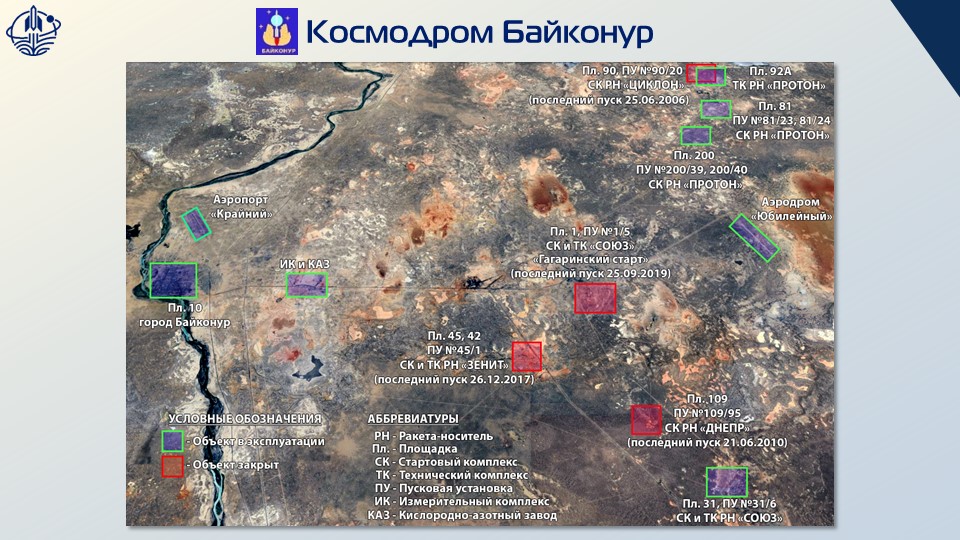 БАЙКОНУР
Космодром Байконур
Пл. 90, ПУ №90/20
СК РН «ЦИКЛОН»
(последний пуск 25.06.2006)
Пл. 92А
ТК РН «ПРОТОН»
Пл. 81
ПУ №81/23, 81/24
СК РН «ПРОТОН»
Пл. 200
ПУ №200/39, 200/40
СК РН «ПРОТОН»
Аэропорт
«Крайний»
Аэродром
«Юбилейный»
Пл. 1, ПУ №1/5
СК и ТК «СОЮЗ»
«Гагаринский старт»
(последний пуск 25.09.2019)
ИК и КАЗ
Пл. 10
город Байконур
Пл. 45, 42
ПУ №45/1
СК и ТК РН «ЗЕНИТ»
(последний пуск 26.12.2017)
Пл. 109
ПУ №109/95
СК РН «ДНЕПР»
(последний пуск 21.06.2010)
Пл. 31, ПУ №31/6
СК и ТК РН «СОЮЗ»
УСЛОВНЫЕ ОБОЗНАЧЕНИЯ
- Объект в эксплуатации
- Объект закрыт
АББРЕВИАТУРЫ
РН - Ракета-носитель
Пл. - Площадка
СК - Стартовый комплекс
ТК - Технический комплекс
ПУ - Пусковая установка
ИК - Измерительный комплекс
КАЗ - Кислородно-азотный завод